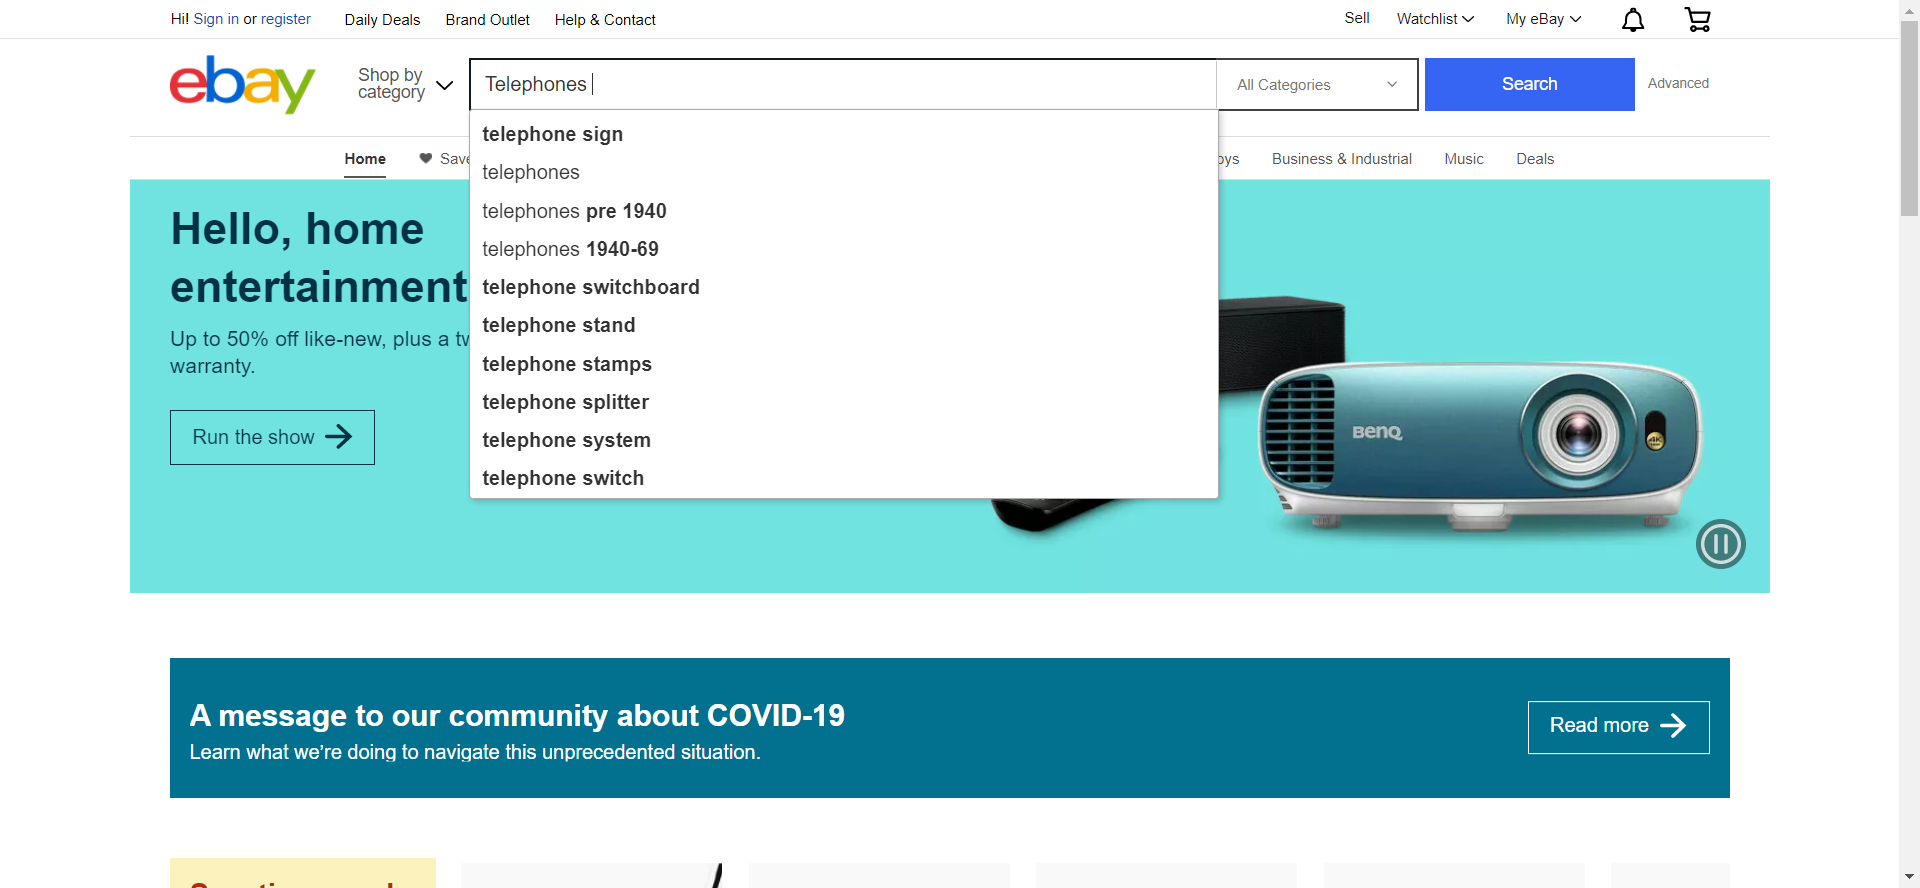 Hi! Sign in or register
Daily Deals
Brand Outlet
Help & Contact
Sell
Watchlist
My eBay
ebay
Shop by
category
Telephones
All Categories
Search
Advanced
telephone sign
telephones
telephones pre 1940
telephones 1940-69
telephone switchboard
telephone stand
telephone stamps
telephone splitter
telephone system
telephone switch
Home
Business & Industrial
Music
Deals
Hello, home
entertainment
Up to 50% off like-new, plus a
warranty.
Run the show
BenQ
4K
A message to our community about COVID-19
Learn what we're doing to navigate this unprecedented situation.
Read more